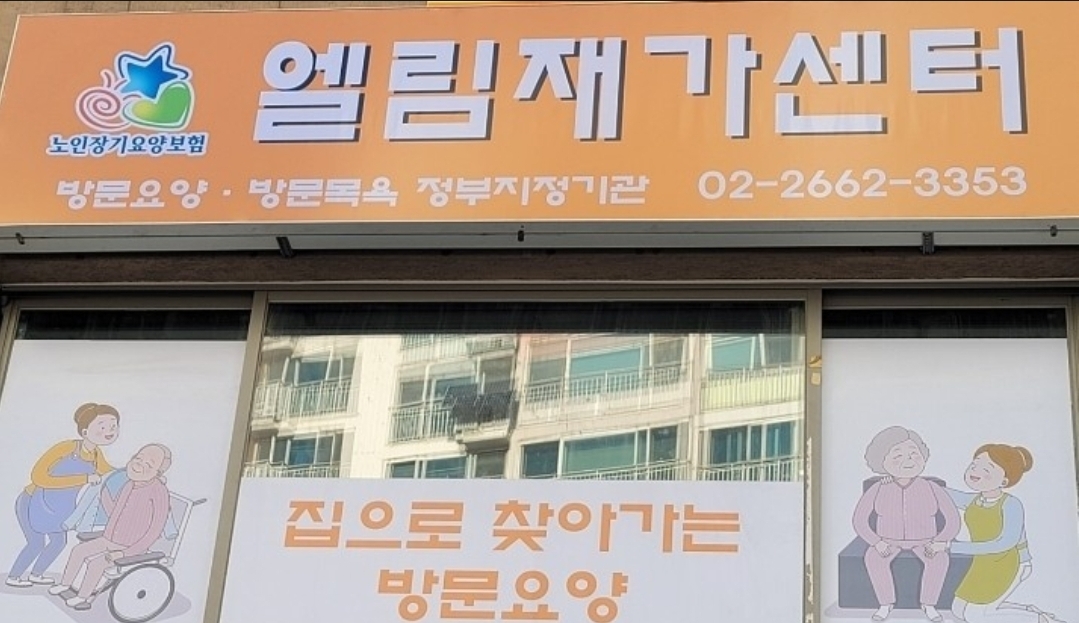 엘림재가센터
노인장기요양보험
방문요양 · 방문목욕 정부지정기관 02-2662-3353
집으로 찾아가는
방문요양